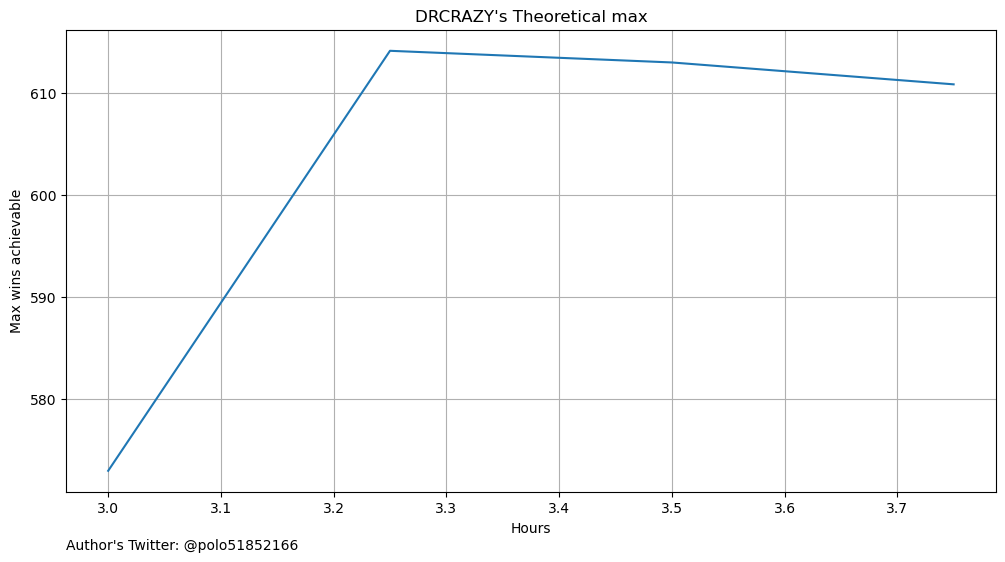 DRCRAZY's Theoretical max
Max wins achievable
610
600
590
580
3.0 3.1 3.2 3.3 3.4 3.5 3.6 3.7
Hours
Author's Twitter: @polo51852166